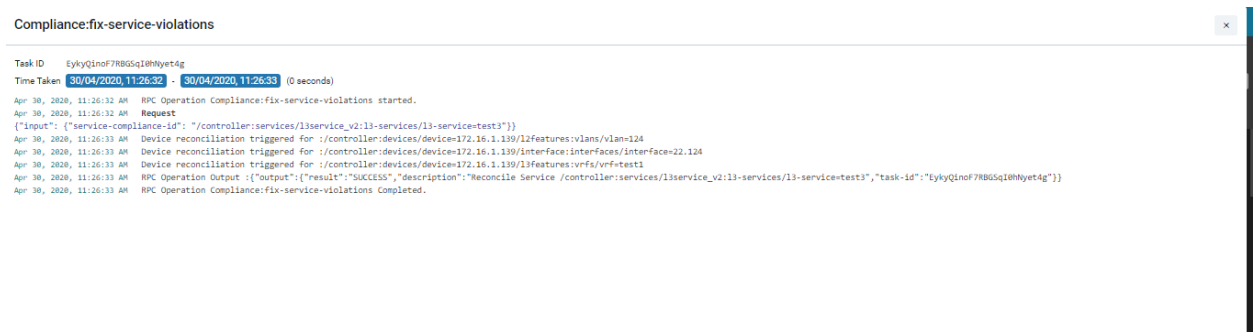 Compliance:fix-service-violations
×
Task ID EykyQinoF7RBGSqI0hNyet4g
Time Taken 30/04/2020, 11:26:32 - 30/04/2020, 11:26:33 (0 seconds)
Apr 30, 2020, 11:26:32 AM RPC Operation Compliance:fix-service-violations started.
Apr 30, 2020, 11:26:32 AM Request
{"input": {"service-compliance-id": "/controller:services/l3service_v2:l3-services/l3-service=test3"}}
Apr 30, 2020, 11:26:33 AM Device reconciliation triggered for :/controller:devices/device=172.16.1.139/l2features:vlans/vlan=124
Apr 30, 2020, 11:26:33 AM Device reconciliation triggered for :/controller:devices/device=172.16.1.139/interface:interfaces/interface=22.124
Apr 30, 2020, 11:26:33 AM Device reconciliation triggered for :/controller:devices/device=172.16.1.139/l3features:vrfs/vrf=test1
Apr 30, 2020, 11:26:33 AM RPC Operation Output :{"output":{"result":"SUCCESS","description":"Reconcile Service /controller:services/l3service_v2:l3-services/l3-service=test3","task-id":"EykyQinoF7RBGSqI0hNyet4g"}}
Apr 30, 2020, 11:26:33 AM RPC Operation Compliance:fix-service-violations Completed.